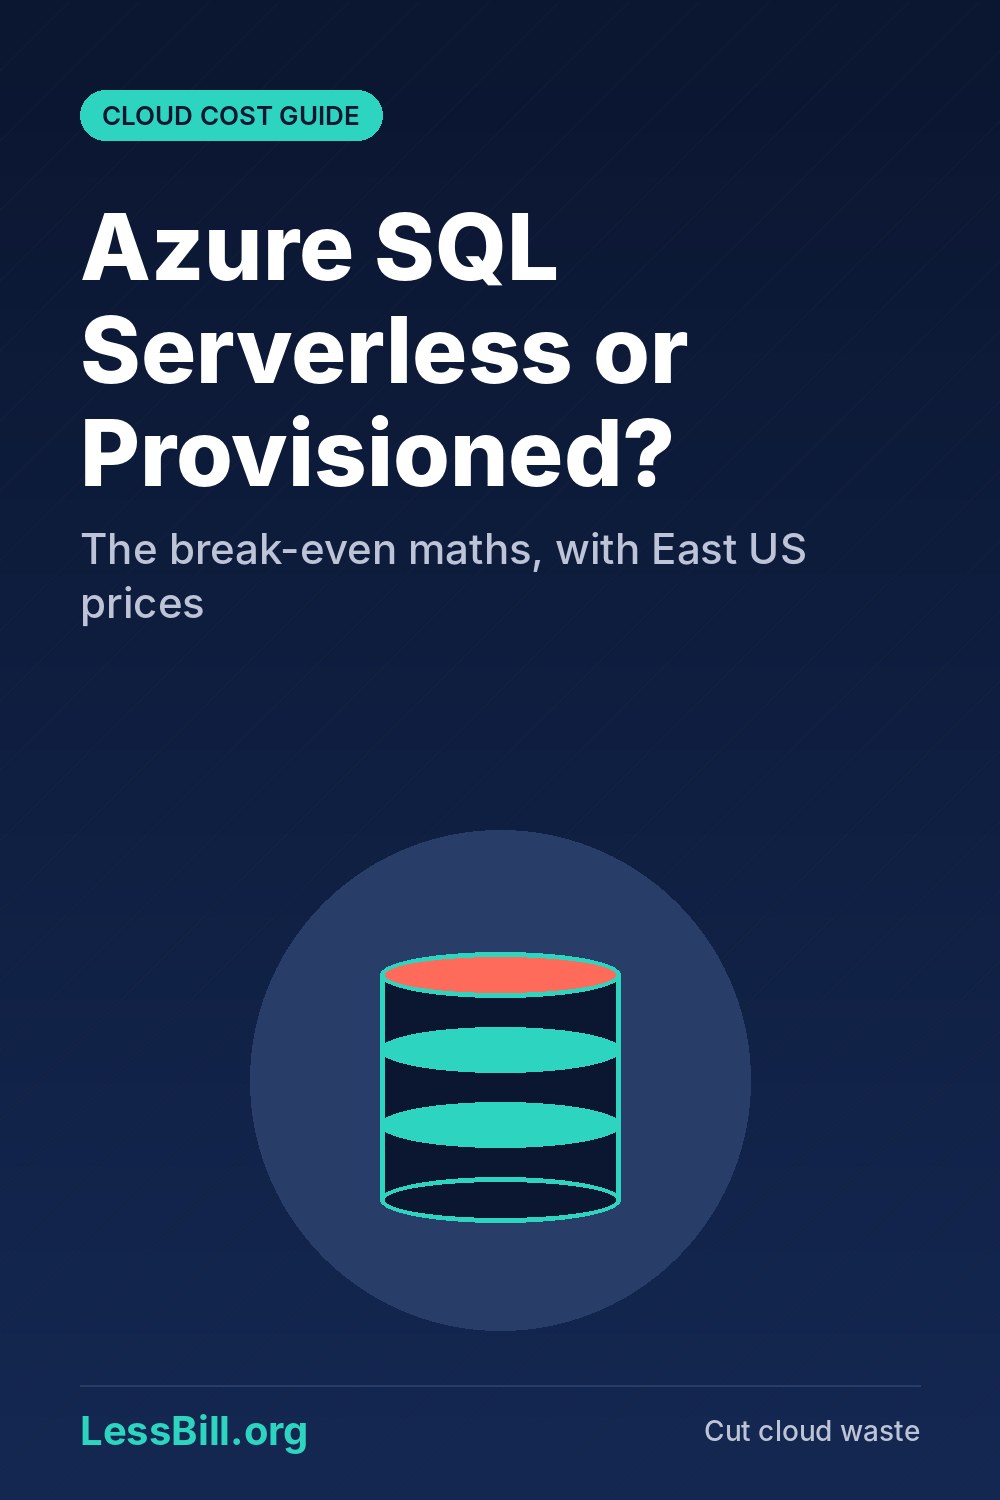 CLOUD COST GUIDE
Azure SQL
Serverless or
Provisioned?
The break-even maths, with East US
prices
LessBill.org
Cut cloud waste